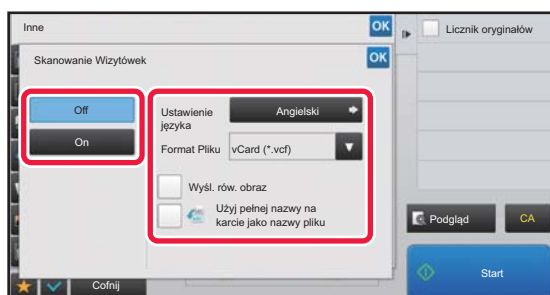 Inne
OK
Licznik oryginałów
Skanowanie Wizytówek
OK
Off
On
Ustawienie
języka
Angielski
Format Pliku
vCard (*.vcf)
Wyśl. rów. obraz
Użyj pełnej nazwy na
karcie jako nazwy pliku
Podgląd
CA
Cofnij
Start